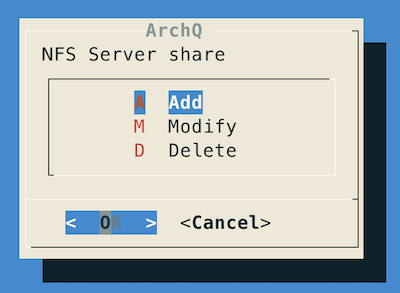 ArchQ
NFS Server share
A Add
M Modify
D Delete
< OK > <Cancel>